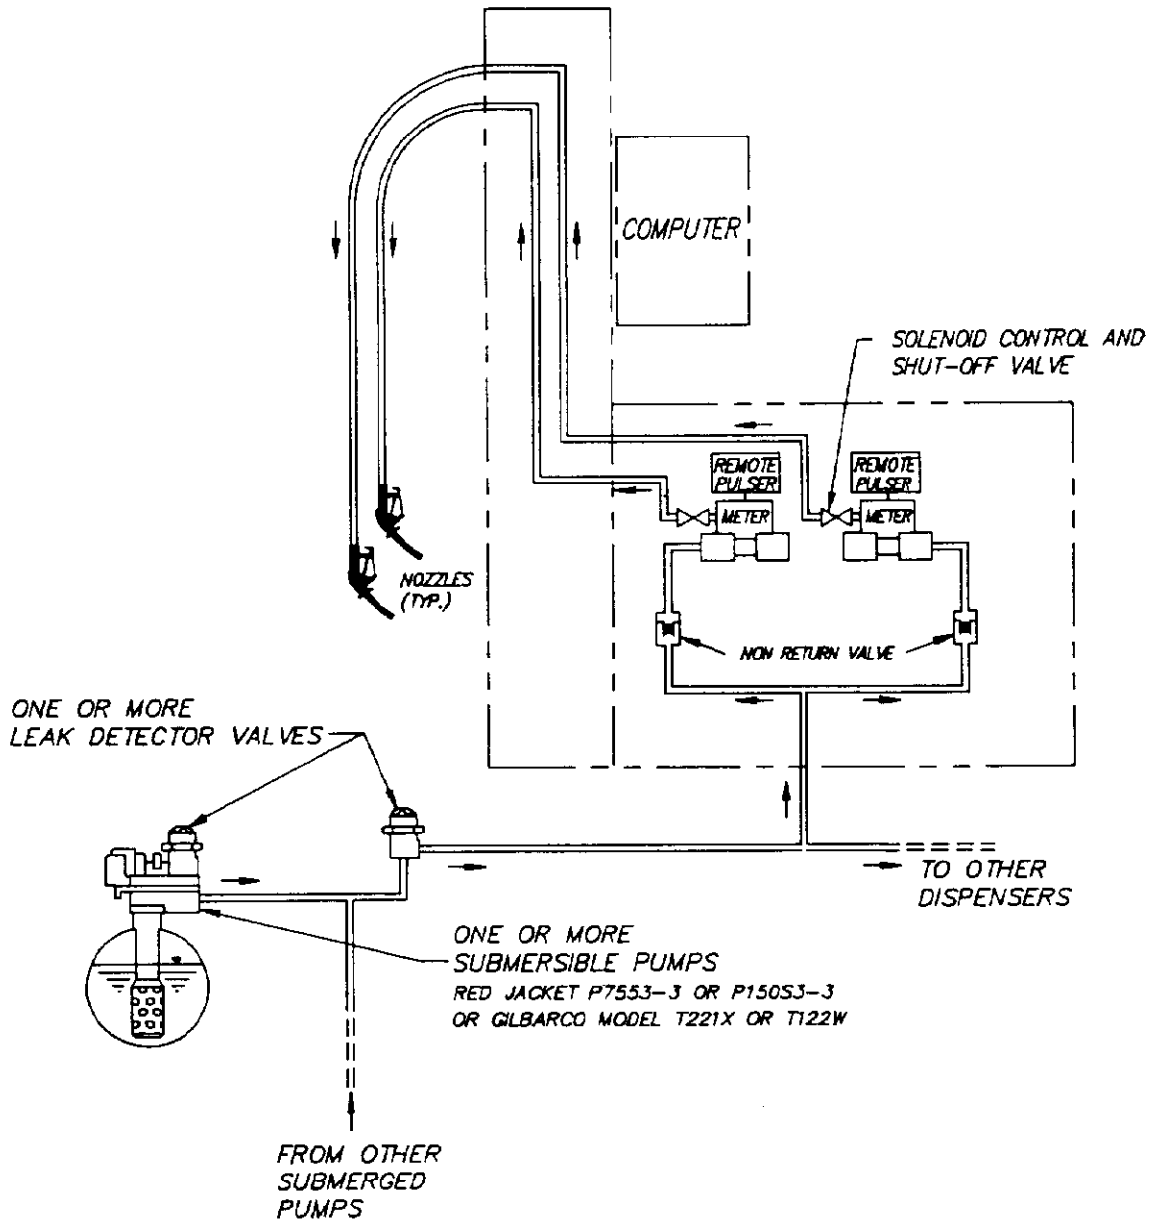 COMPUTER
SOLENOID CONTROL AND
SHUT-OFF VALVE
REMOTE
PULSER
METER
REMOTE
PULSER
METER
NOZZLES
(TYP.)
NON RETURN VALVE
ONE OR MORE
LEAK DETECTOR VALVES
TO OTHER
DISPENSERS
ONE OR MORE
SUBMERSIBLE PUMPS
RED JACKET P75S3-3 OR P150S3-3
OR GILBARCO MODEL T221X OR T122W
FROM OTHER
SUBMERGED
PUMPS